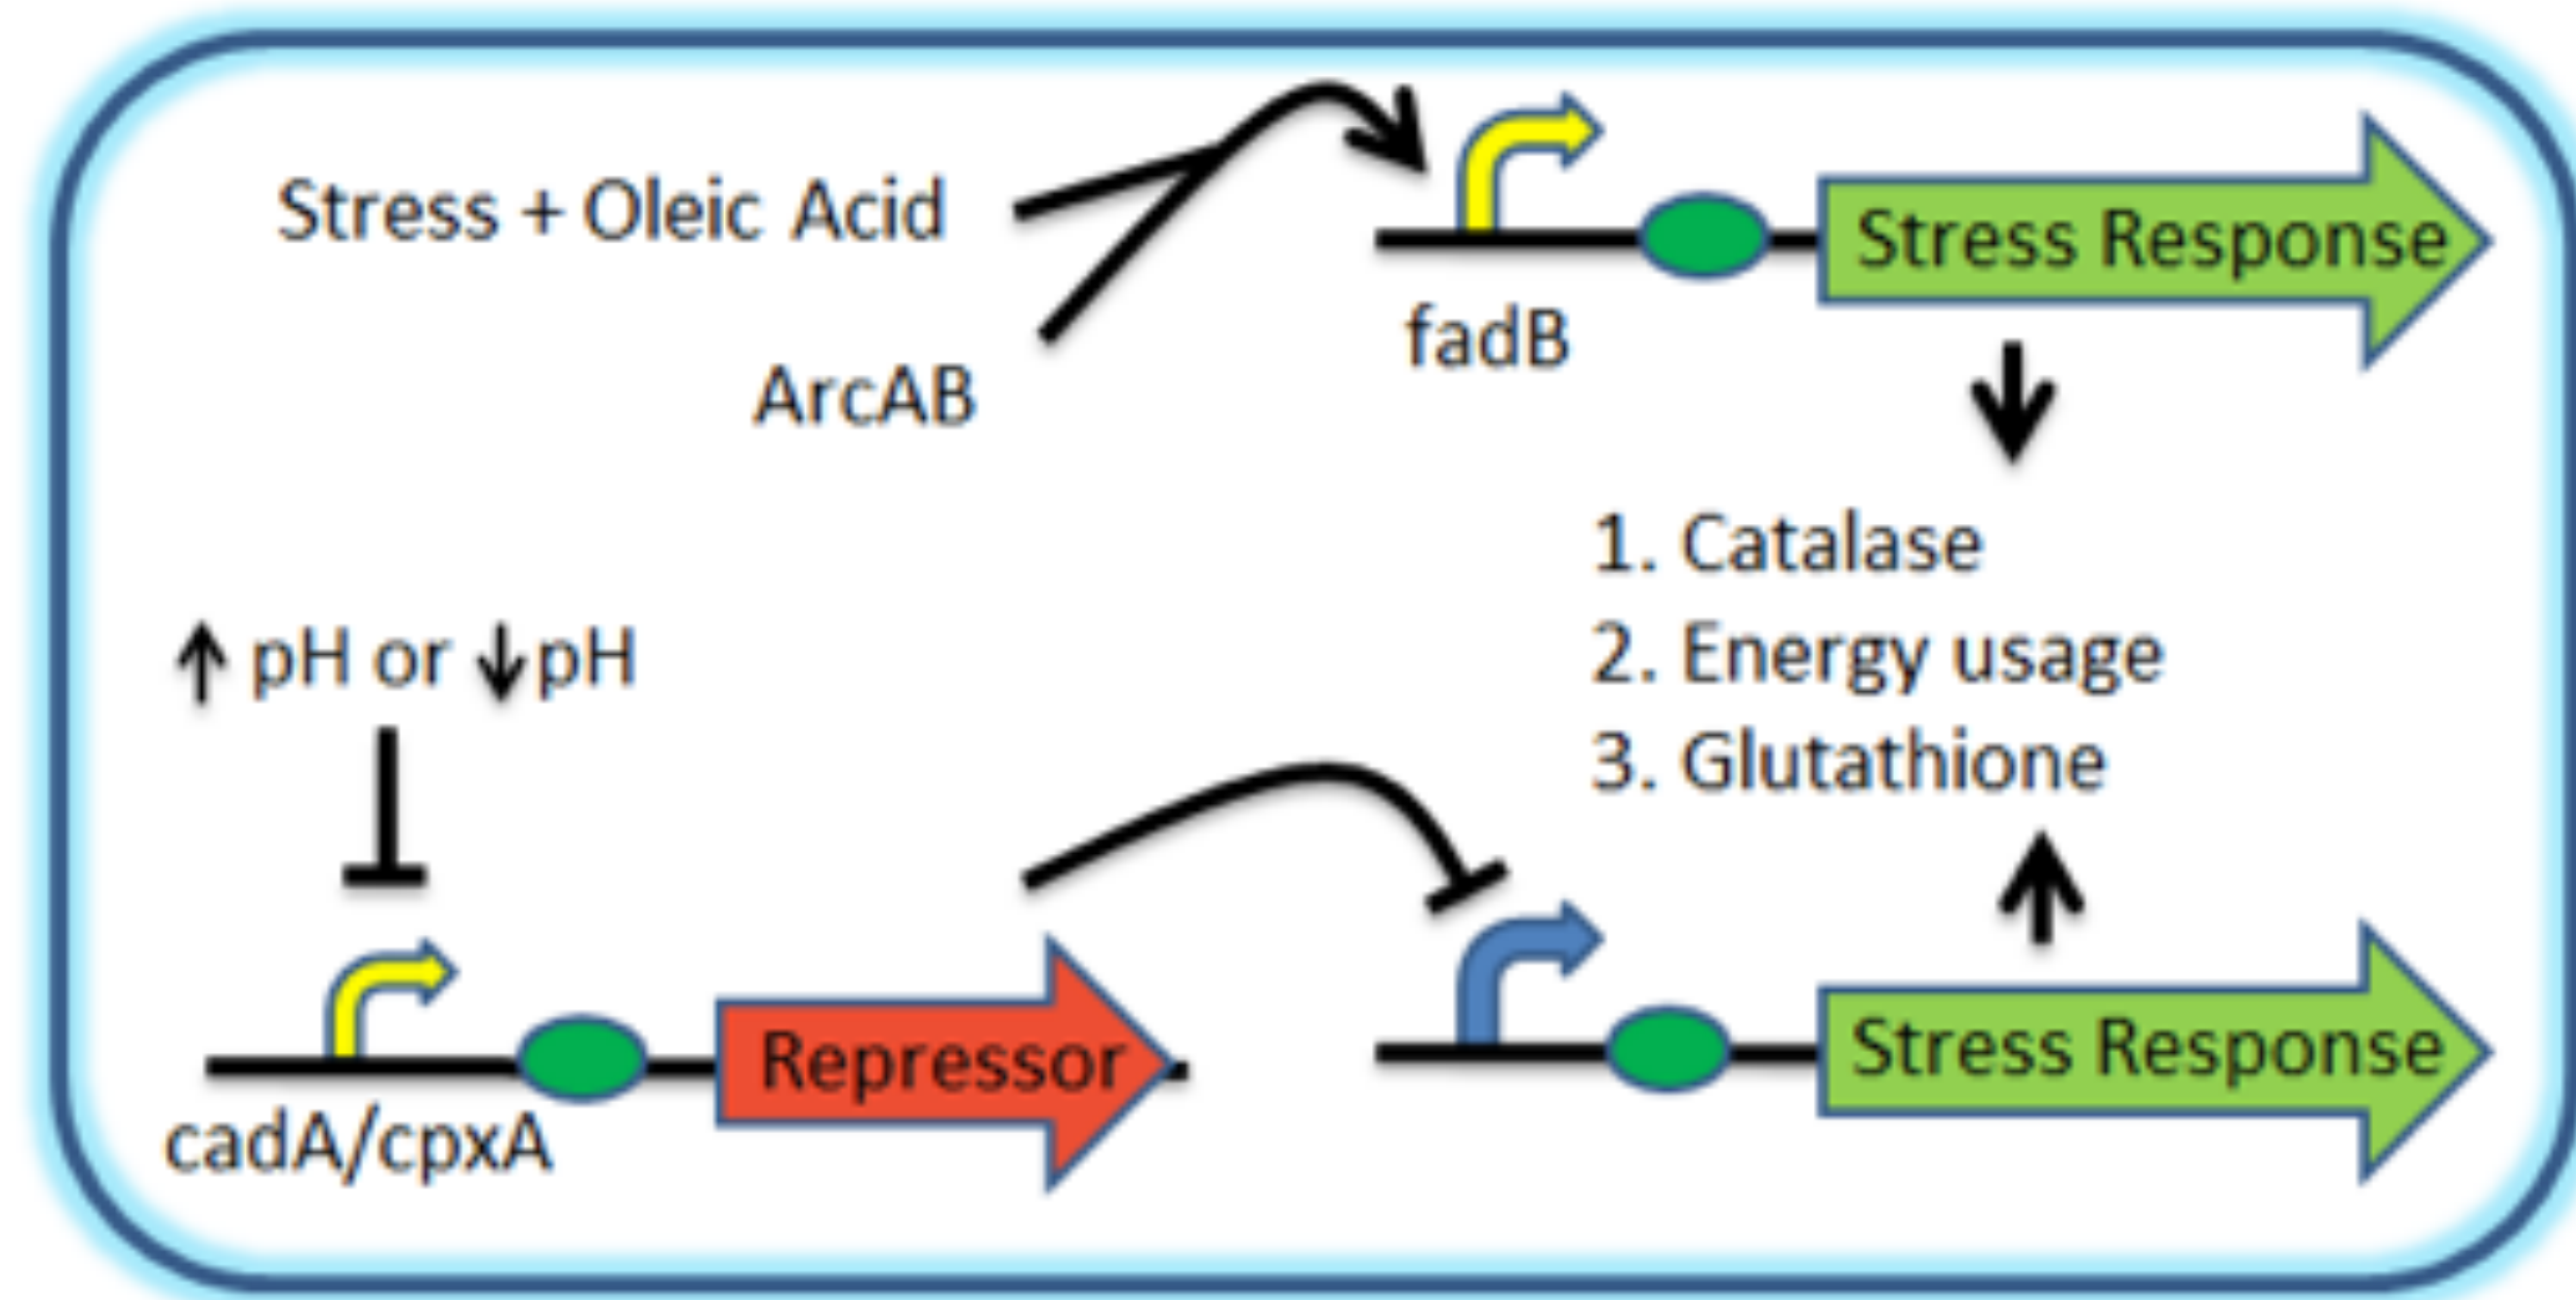 Stress + Oleic Acid
Stress Response
fadB
ArcAB
1. Catalase
2. Energy usage
3. Glutathione
↑ pH or ↓ pH
Repressor
Stress Response
cadA/cpxA